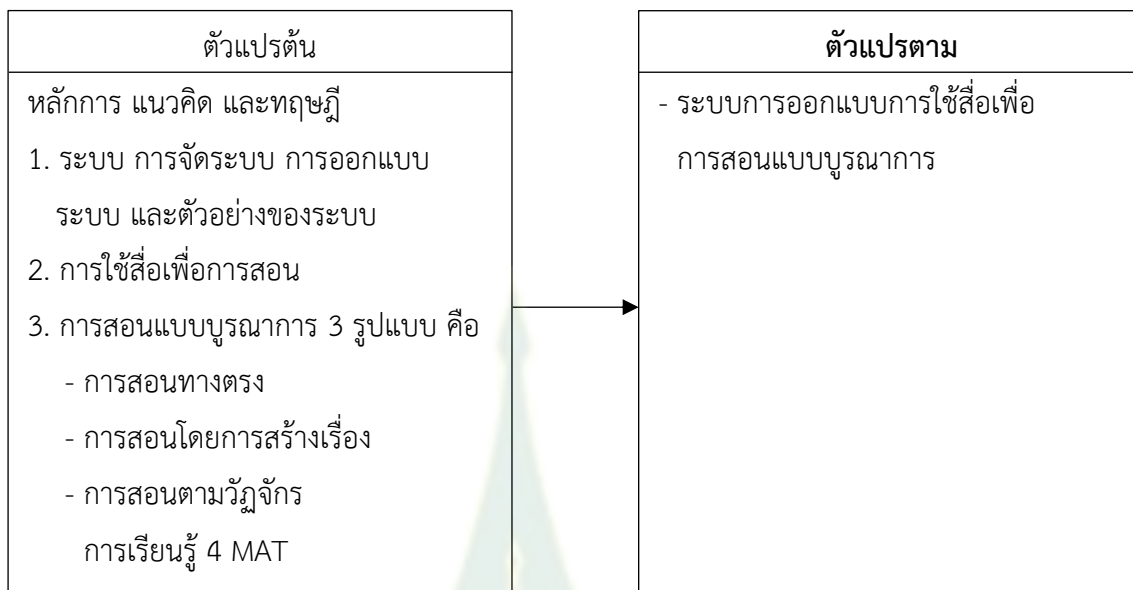 ตัวแปรต้น
หลักการ แนวคิด และทฤษฎี
1. ระบบ การจัดระบบ การออกแบบ
ระบบ และตัวอย่างของระบบ
2. การใช้สื่อเพื่อการสอน
3. การสอนแบบบูรณาการ 3 รูปแบบ คือ
- การสอนทางตรง
- การสอนโดยการสร้างเรื่อง
- การสอนตามวัฏจักร
การเรียนรู้ 4 MAT
ตัวแปรตาม
- ระบบการออกแบบการใช้สื่อเพื่อ
การสอนแบบบูรณาการ